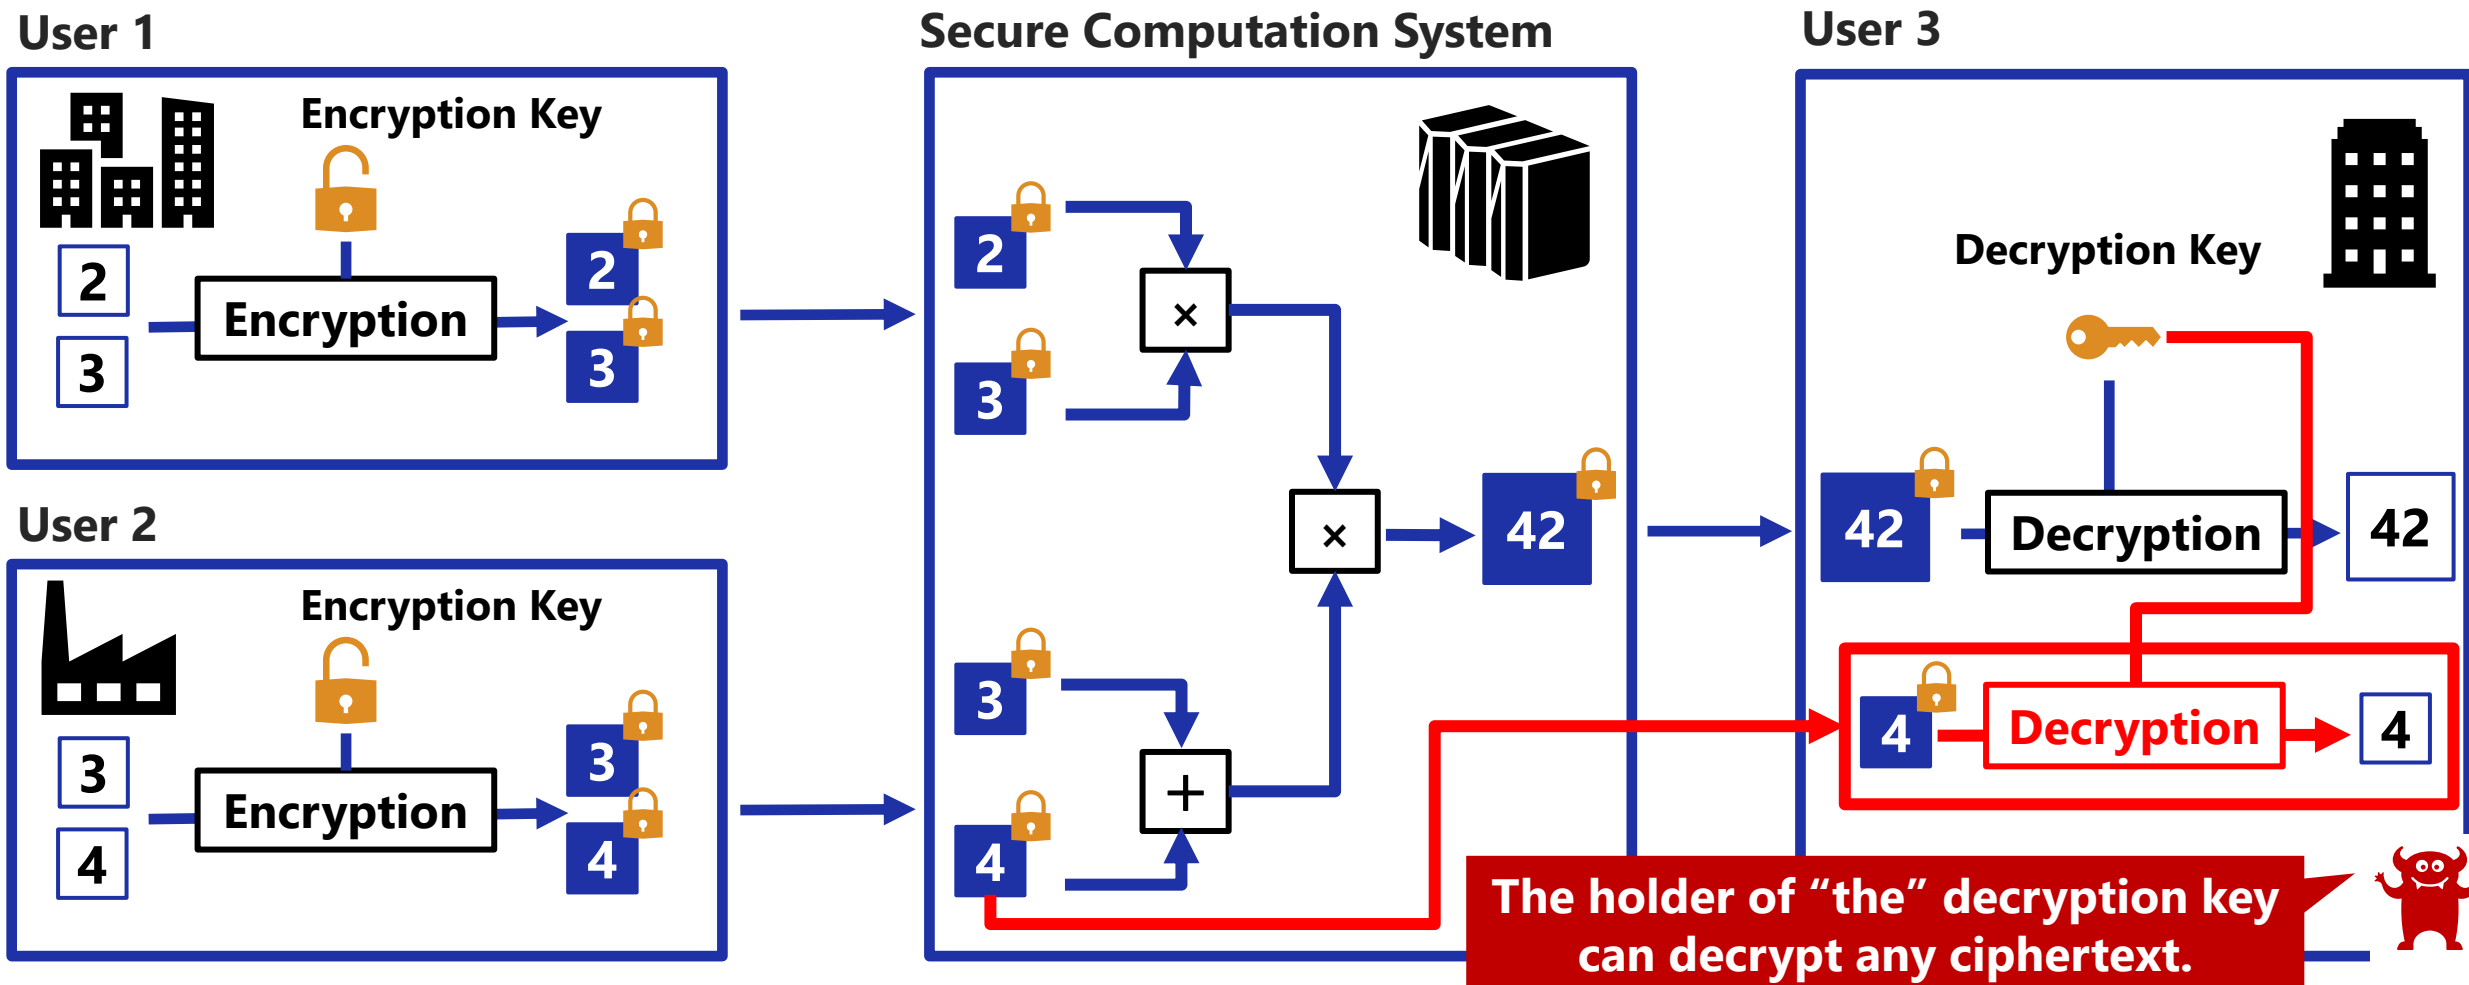 User 1
Encryption Key
2
3
Encryption
2
3
User 2
Encryption Key
3
4
Encryption
3
4
Secure Computation System
2
3
×
×
42
3
4
+
User 3
Decryption Key
42
Decryption
42
4
Decryption
4
The holder of “the” decryption key
can decrypt any ciphertext.